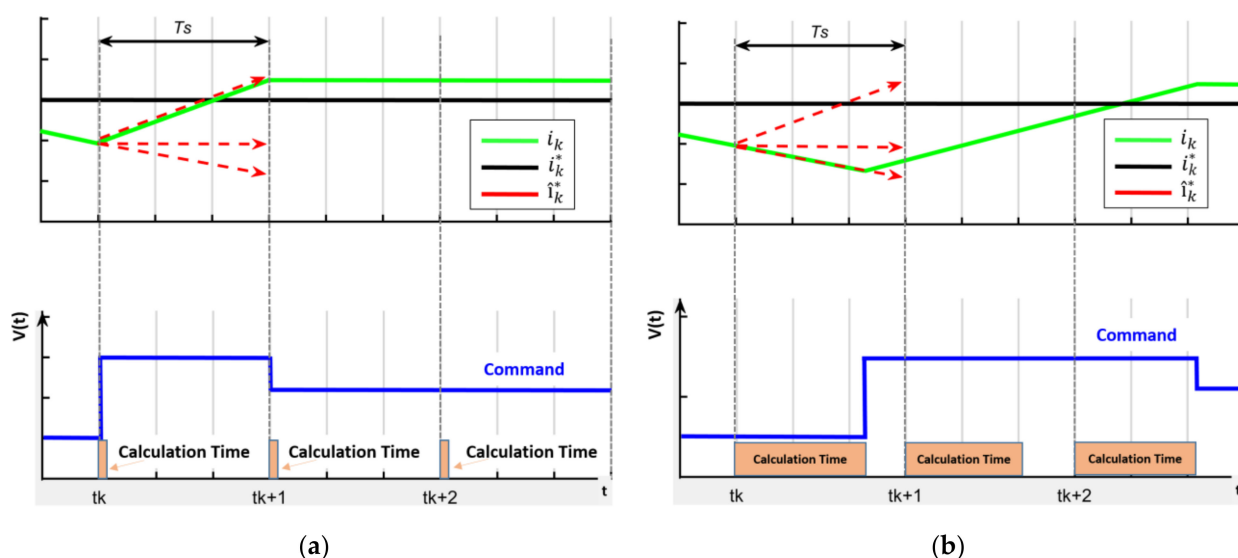 Ts
i_k
i_k^*
î_k^*
V(t)
Command
Calculation Time
Calculation Time
Calculation Time
tk
tk+1
tk+2
t
(a)
Ts
i_k
i_k^*
î_k^*
V(t)
Command
Calculation Time
Calculation Time
Calculation Time
tk
tk+1
tk+2
t
(b)